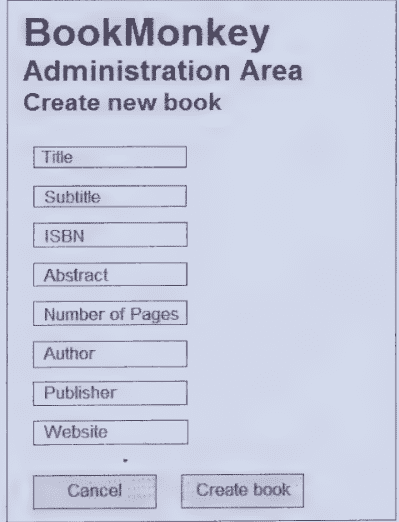 BookMonkey
Administration Area
Create new book
Title
Subtitle
ISBN
Abstract
Number of Pages
Author
Publisher
Website
Cancel Create book